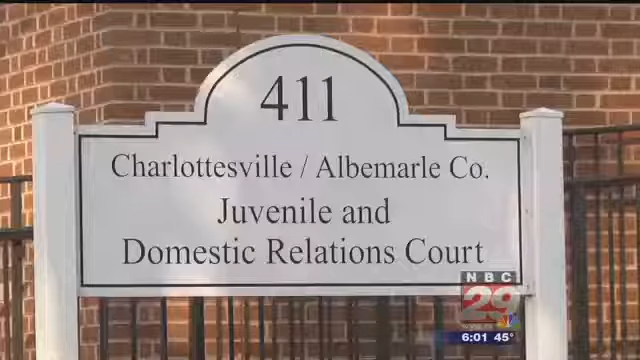 411
Charlottesville / Albemarle Co.
Juvenile and
Domestic Relations Court
NBC
29
6:01 45°